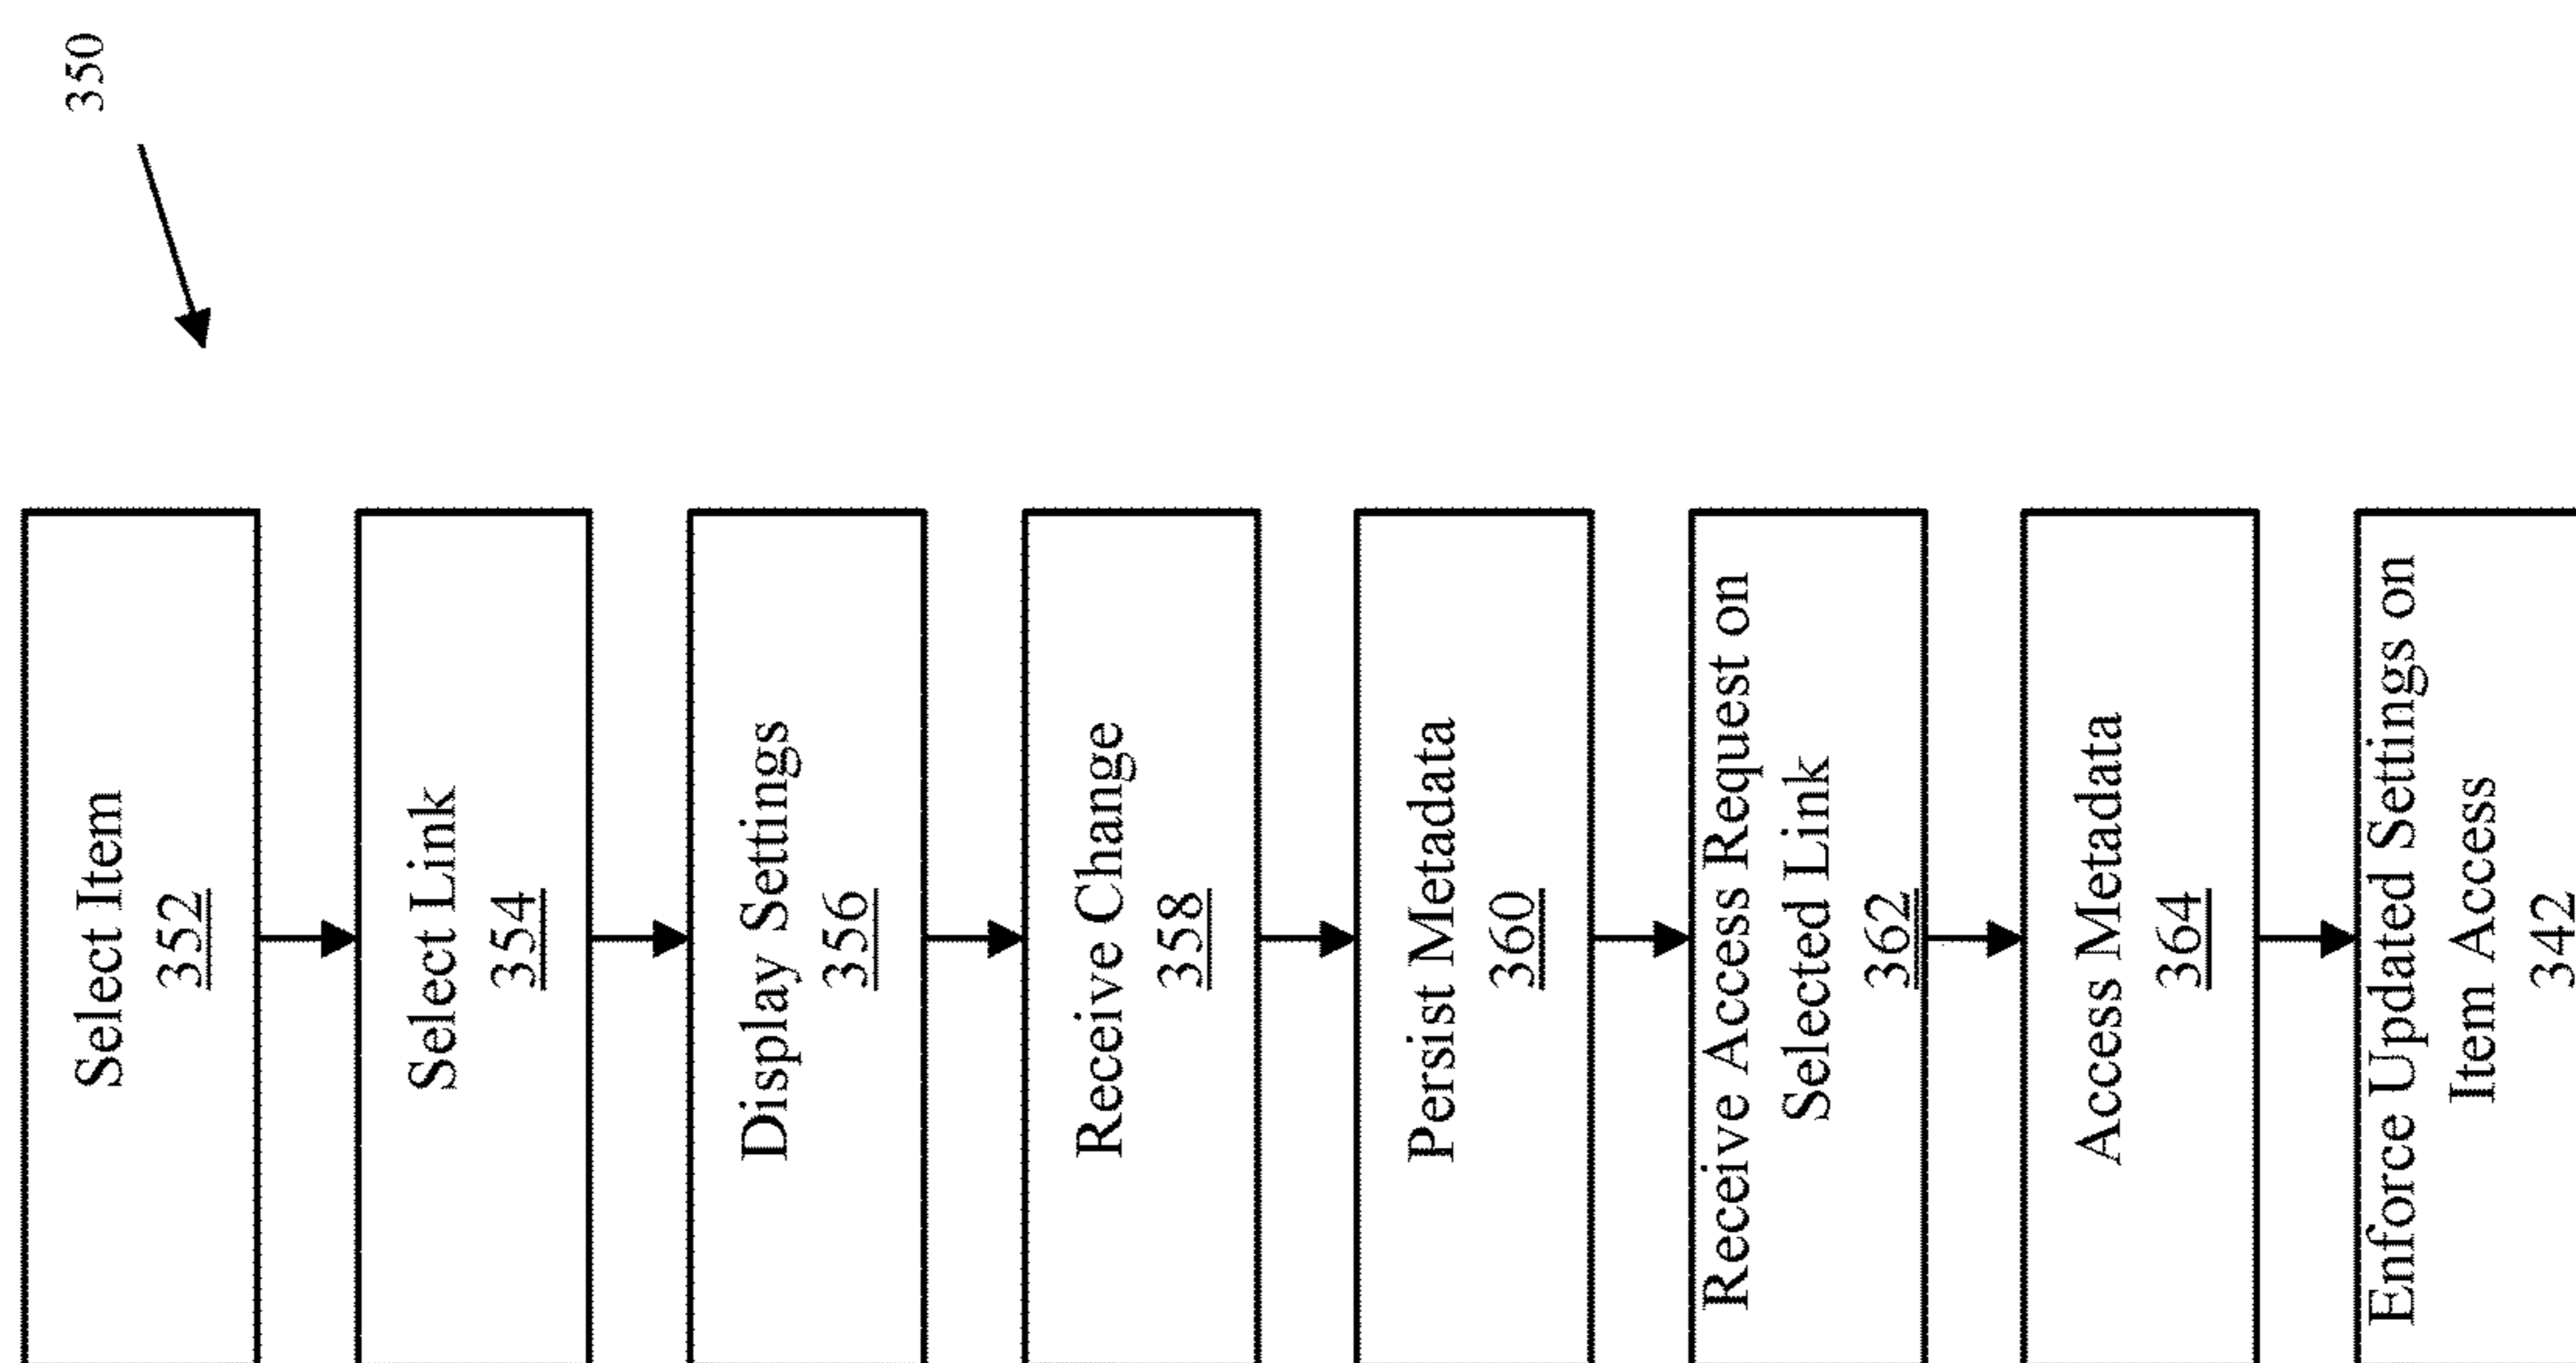 350
Select Item
352
Select Link
354
Display Settings
356
Receive Change
358
Persist Metadata
360
Receive Access Request on
Selected Link
362
Access Metadata
364
Enforce Updated Settings on
Item Access
342